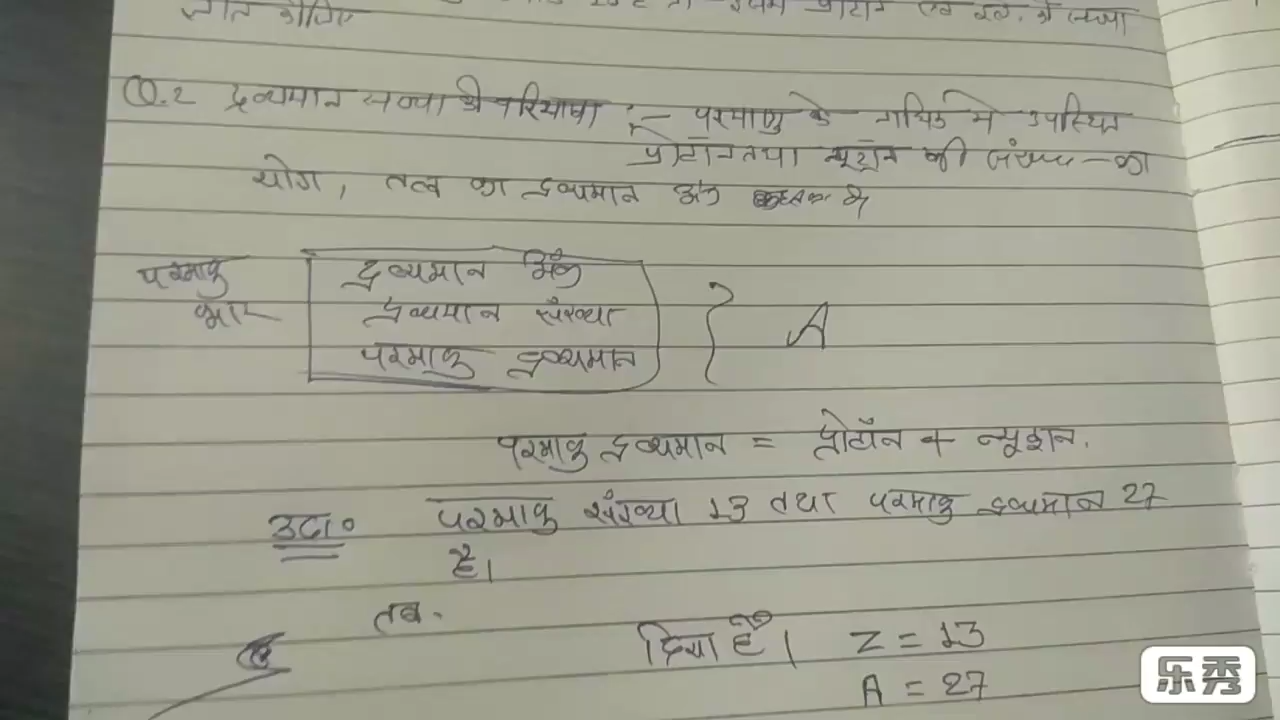 ज्ञात कीजिए
Q.2 द्रव्यमान संख्या की परिभाषा :- परमाणु के नाभिक मे उपस्थित
प्रोटॉन तथा न्यूट्रॉन की संख्या का
योग, तत्व का द्रव्यमान अंक
परमाणु
भार
द्रव्यमान अंक
द्रव्यमान संख्या
परमाणु द्रव्यमान
} A
परमाणु द्रव्यमान = प्रोटॉन + न्यूट्रान.
उदा० परमाणु संख्या 13 तथा परमाणु द्रव्यमान 27
है।
तब.
दिया है। Z = 13
A = 27
乐秀